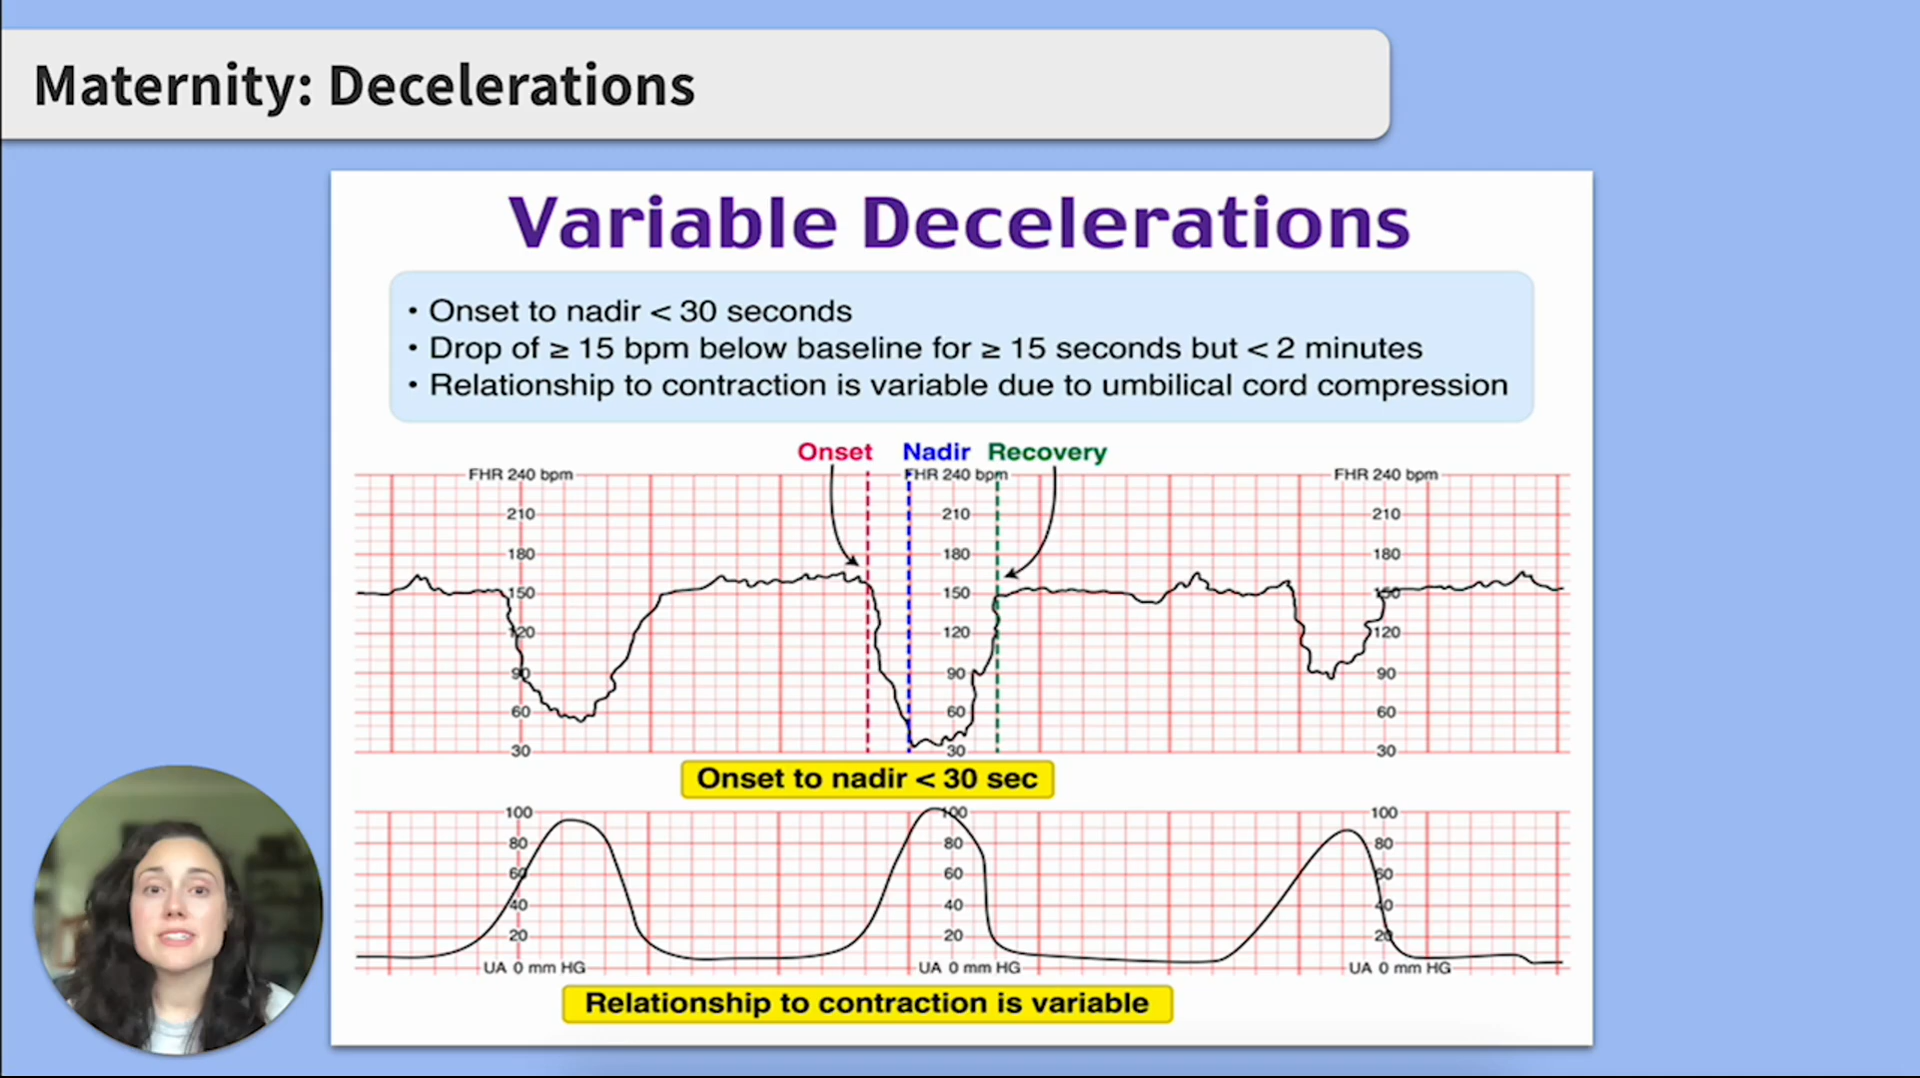 Maternity: Decelerations
Variable Decelerations
• Onset to nadir < 30 seconds
• Drop of ≥ 15 bpm below baseline for ≥ 15 seconds but < 2 minutes
• Relationship to contraction is variable due to umbilical cord compression
Onset Nadir Recovery
FHR 240 bpm FHR 240 bpm FHR 240 bpm
210 210 210
180 180 180
150 150 150
120 120 120
90 90 90
60 60 60
30 30 30
Onset to nadir < 30 sec
100 100 100
80 80 80
60 60 60
40 40 40
20 20 20
UA 0 mm HG UA 0 mm HG UA 0 mm HG
Relationship to contraction is variable